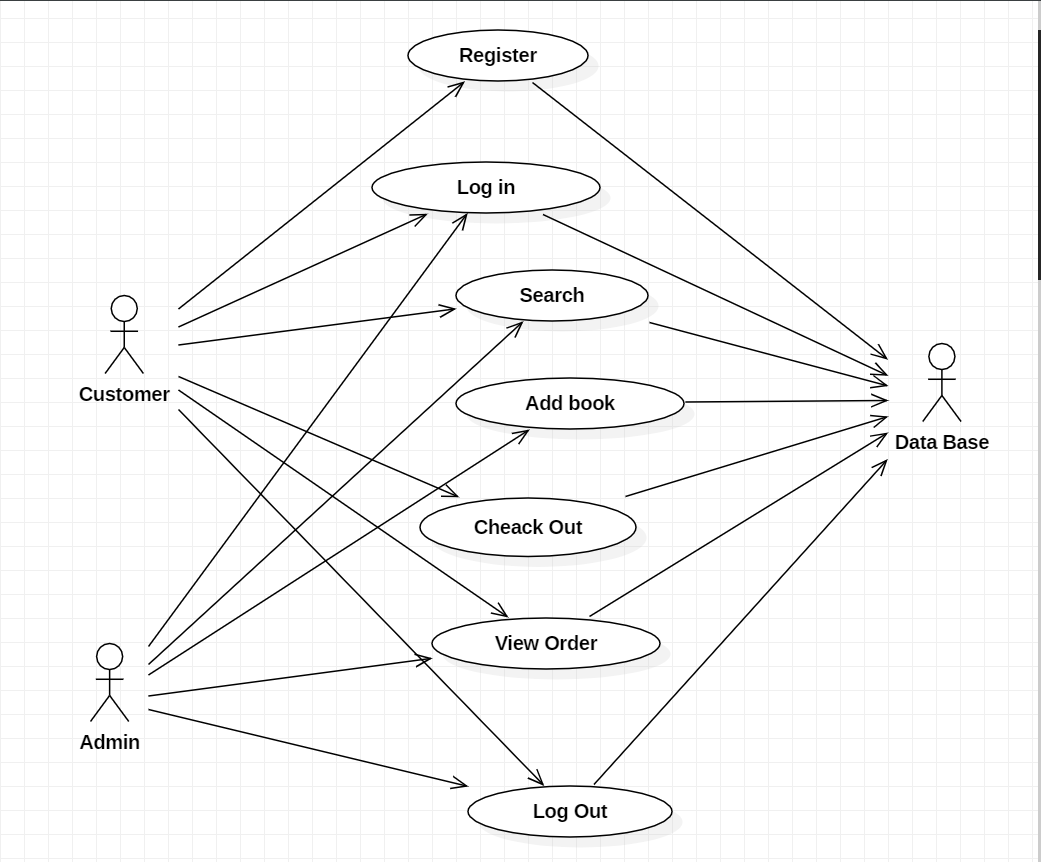 Register
Log in
Search
Customer
Add book
Data Base
Cheack Out
View Order
Admin
Log Out